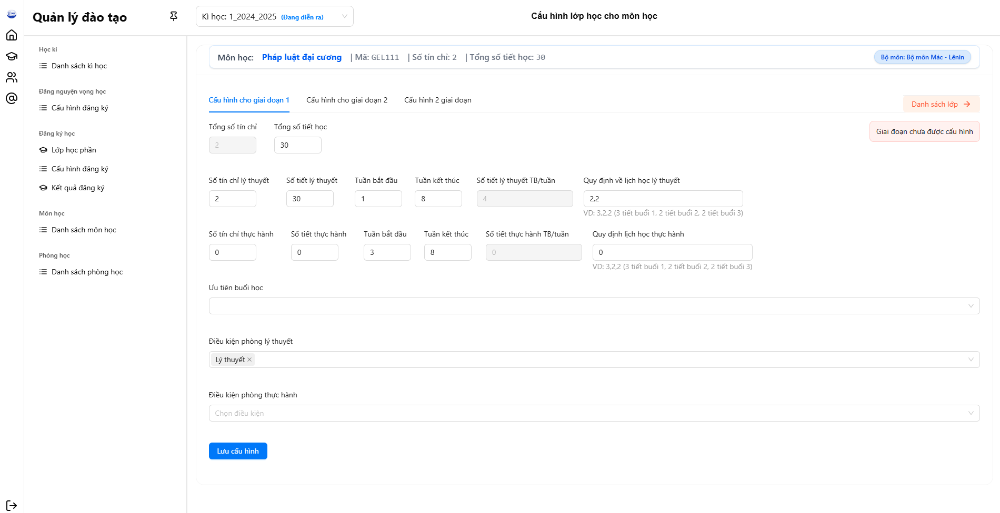 Quản lý đào tạo
Kì học: 1_2024_2025 (Đang diễn ra)
Cấu hình lớp học cho môn học
Học kì
Danh sách kì học
Đăng nguyện vọng học
Cấu hình đăng ký
Đăng ký học
Lớp học phần
Cấu hình đăng ký
Kết quả đăng ký
Môn học
Danh sách môn học
Phòng học
Danh sách phòng học
Môn học: Pháp luật đại cương | Mã: GEL111 | Số tín chỉ: 2 | Tổng số tiết học: 30
Bộ môn: Bộ môn Mác - Lênin
Cấu hình cho giai đoạn 1 Cấu hình cho giai đoạn 2 Cấu hình 2 giai đoạn
Danh sách lớp
Giai đoạn chưa được cấu hình
Tổng số tín chỉ Tổng số tiết học
2 30
Số tín chỉ lý thuyết Số tiết lý thuyết Tuần bắt đầu Tuần kết thúc Số tiết lý thuyết TB/tuần Quy định về lịch học lý thuyết
2 30 1 8 4 2,2
VD: 3,2,2 (3 tiết buổi 1, 2 tiết buổi 2, 2 tiết buổi 3)
Số tín chỉ thực hành Số tiết thực hành Tuần bắt đầu Tuần kết thúc Số tiết thực hành TB/tuần Quy định lịch học thực hành
0 0 3 8 0 0
VD: 3,2,2 (3 tiết buổi 1, 2 tiết buổi 2, 2 tiết buổi 3)
Ưu tiên buổi học
Điều kiện phòng lý thuyết
Lý thuyết
Điều kiện phòng thực hành
Chọn điều kiện
Lưu cấu hình